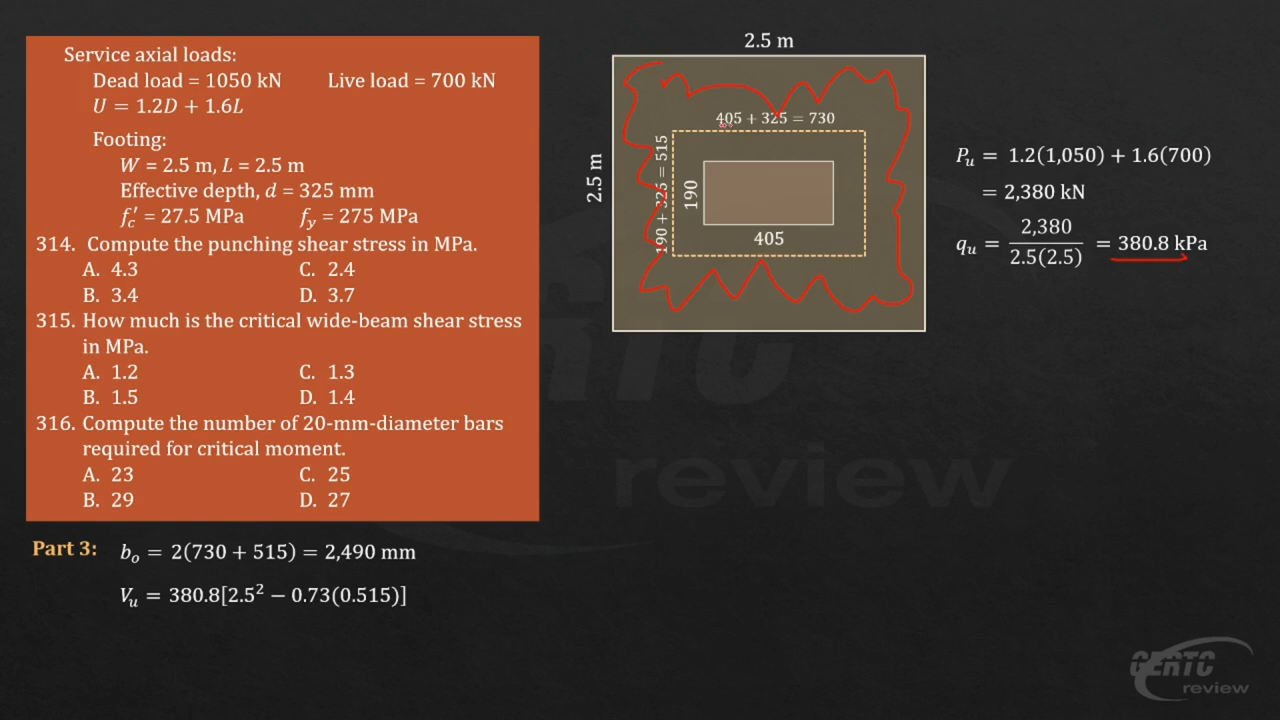 Service axial loads:
Dead load = 1050 kN Live load = 700 kN
U = 1.2D + 1.6L
Footing:
W = 2.5 m, L = 2.5 m
Effective depth, d = 325 mm
f′c = 27.5 MPa fy = 275 MPa
314. Compute the punching shear stress in MPa.
A. 4.3 C. 2.4
B. 3.4 D. 3.7
315. How much is the critical wide-beam shear stress
in MPa.
A. 1.2 C. 1.3
B. 1.5 D. 1.4
316. Compute the number of 20-mm-diameter bars
required for critical moment.
A. 23 C. 25
B. 29 D. 27
Part 3: bo = 2(730 + 515) = 2,490 mm
Vu = 380.8[2.5² − 0.73(0.515)]
2.5 m
2.5 m
405 + 325 = 730
190 + 325 = 515
190
405
Pu = 1.2(1,050) + 1.6(700)
= 2,380 kN
qu = 2,380 / 2.5(2.5) = 380.8 kPa
review
GERTC
review